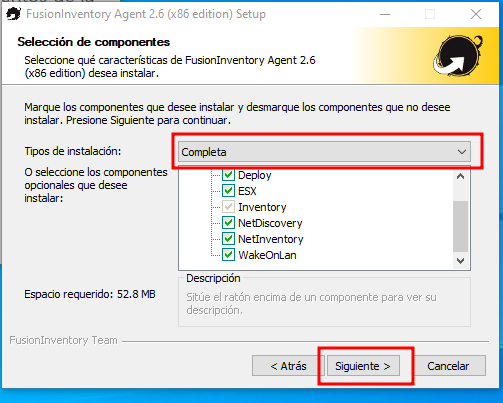 FusionInventory Agent 2.6 (x86 edition) Setup
Selección de componentes
Seleccione qué características de FusionInventory Agent 2.6
(x86 edition) desea instalar.
Marque los componentes que desee instalar y desmarque los componentes que no desee
instalar. Presione Siguiente para continuar.
Tipos de instalación:
Completa
O seleccione los componentes
opcionales que desee
instalar:
Deploy
ESX
Inventory
NetDiscovery
NetInventory
WakeOnLan
Espacio requerido: 52.8 MB
Descripción
Sitúe el ratón encima de un componente para ver su
descripción.
FusionInventory Team
< Atrás
Siguiente >
Cancelar